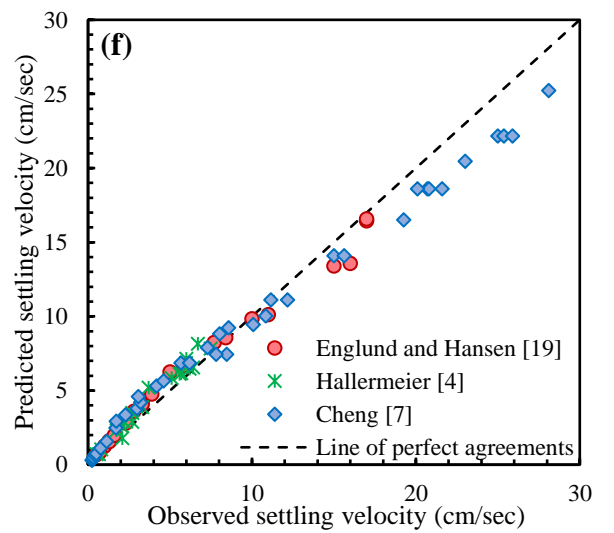 (f)
Predicted settling velocity (cm/sec)
30
25
20
15
10
5
0
Englund and Hansen [19]
Hallermeier [4]
Cheng [7]
Line of perfect agreements
0 10 20 30
Observed settling velocity (cm/sec)